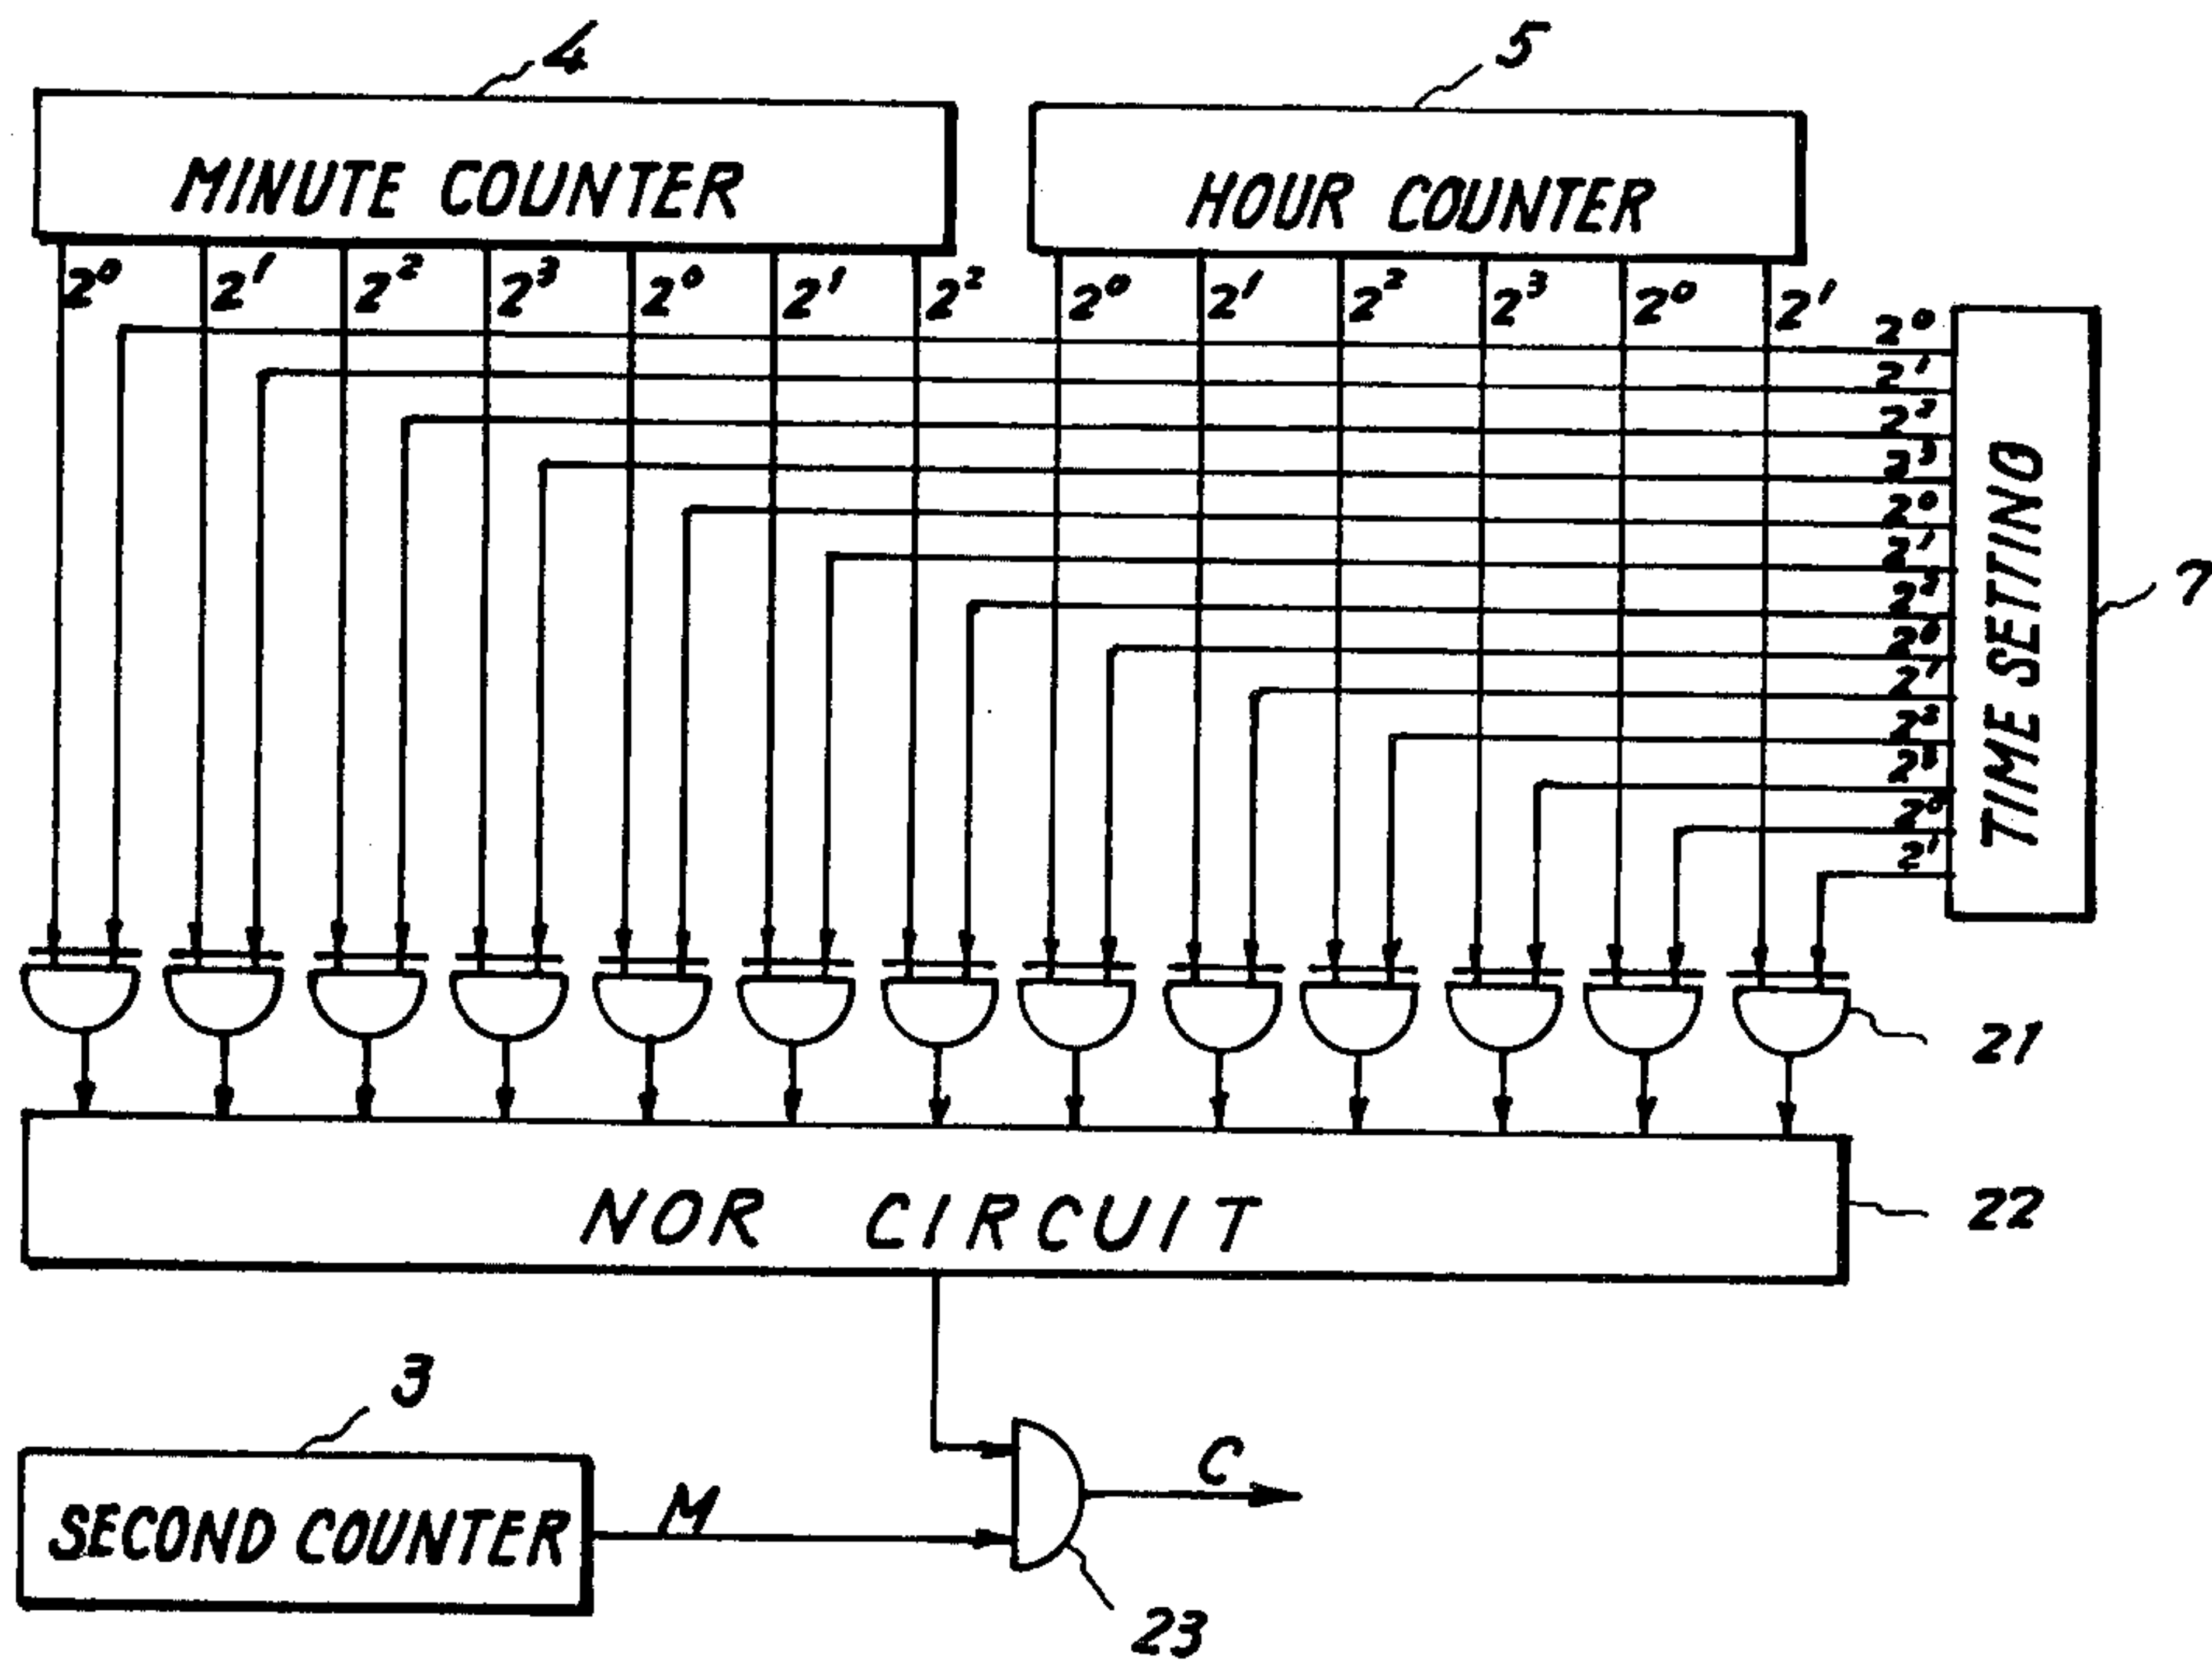 4 5
MINUTE COUNTER HOUR COUNTER
2⁰ 2¹ 2² 2³ 2⁰ 2¹ 2² 2⁰ 2¹ 2² 2³ 2⁰ 2¹
2⁰
2¹
2²
2³
2⁰
2¹
2²
2⁰
2¹
2²
2³
2⁰
2¹
TIME SETTING
7
21
NOR CIRCUIT
22
3
SECOND COUNTER
M
C
23